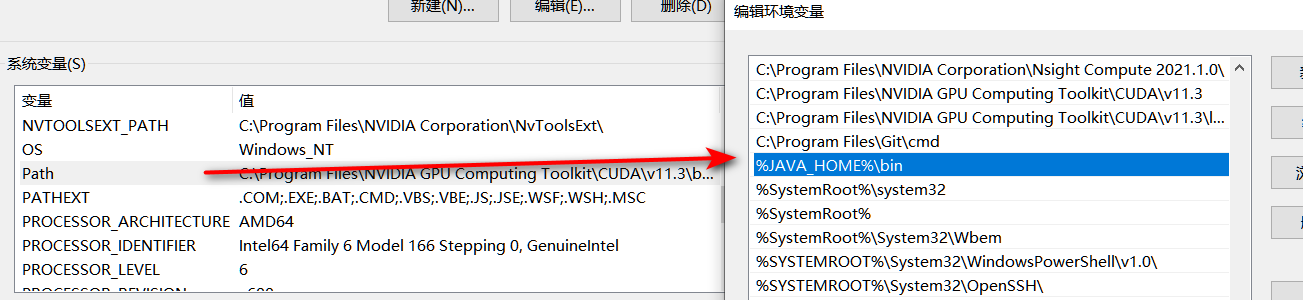 新建(N)... 编辑(E)... 删除(D)
系统变量(S)
变量 值
NVTOOLSEXT_PATH C:\Program Files\NVIDIA Corporation\NvToolsExt\
OS Windows_NT
Path C:\Program Files\NVIDIA GPU Computing Toolkit\CUDA\v11.3\b...
PATHEXT .COM;.EXE;.BAT;.CMD;.VBS;.VBE;.JS;.JSE;.WSF;.WSH;.MSC
PROCESSOR_ARCHITECTURE AMD64
PROCESSOR_IDENTIFIER Intel64 Family 6 Model 166 Stepping 0, GenuineIntel
PROCESSOR_LEVEL 6
编辑环境变量
C:\Program Files\NVIDIA Corporation\Nsight Compute 2021.1.0\
C:\Program Files\NVIDIA GPU Computing Toolkit\CUDA\v11.3
C:\Program Files\NVIDIA GPU Computing Toolkit\CUDA\v11.3\l...
C:\Program Files\Git\cmd
%JAVA_HOME%\bin
%SystemRoot%\system32
%SystemRoot%
%SystemRoot%\System32\Wbem
%SYSTEMROOT%\System32\WindowsPowerShell\v1.0\
%SYSTEMROOT%\System32\OpenSSH\